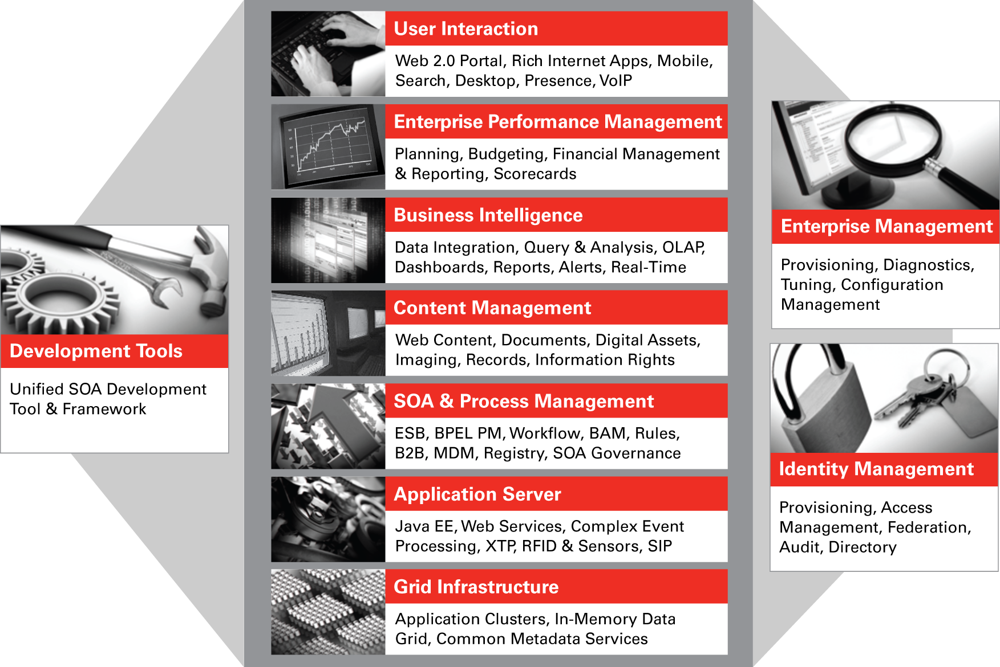 User Interaction
Web 2.0 Portal, Rich Internet Apps, Mobile,
Search, Desktop, Presence, VoIP
Enterprise Performance Management
Planning, Budgeting, Financial Management
& Reporting, Scorecards
Business Intelligence
Data Integration, Query & Analysis, OLAP,
Dashboards, Reports, Alerts, Real-Time
Content Management
Web Content, Documents, Digital Assets,
Imaging, Records, Information Rights
SOA & Process Management
ESB, BPEL PM, Workflow, BAM, Rules,
B2B, MDM, Registry, SOA Governance
Application Server
Java EE, Web Services, Complex Event
Processing, XTP, RFID & Sensors, SIP
Grid Infrastructure
Application Clusters, In-Memory Data
Grid, Common Metadata Services
Development Tools
Unified SOA Development
Tool & Framework
Enterprise Management
Provisioning, Diagnostics,
Tuning, Configuration
Management
Identity Management
Provisioning, Access
Management, Federation,
Audit, Directory